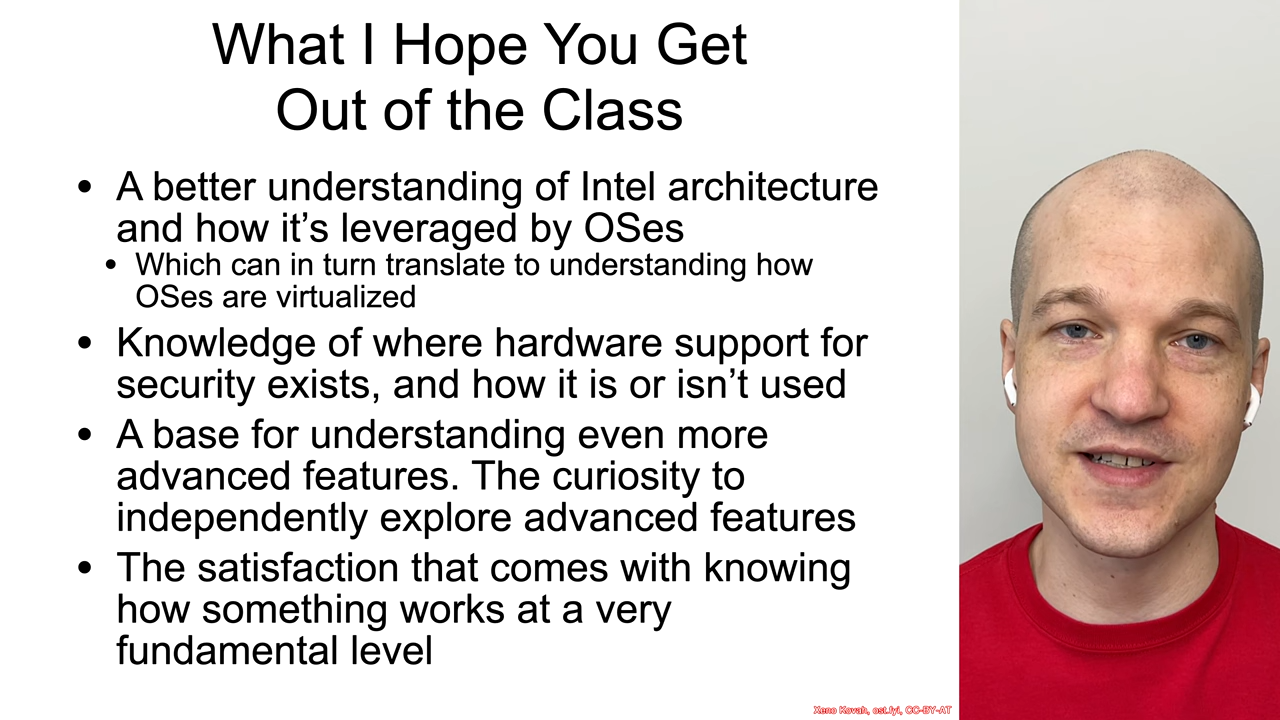 What I Hope You Get
Out of the Class
• A better understanding of Intel architecture
and how it’s leveraged by OSes
• Which can in turn translate to understanding how
OSes are virtualized
• Knowledge of where hardware support for
security exists, and how it is or isn’t used
• A base for understanding even more
advanced features. The curiosity to
independently explore advanced features
• The satisfaction that comes with knowing
how something works at a very
fundamental level
Xeno Kovah, ost.fyi, CC-BY-AT